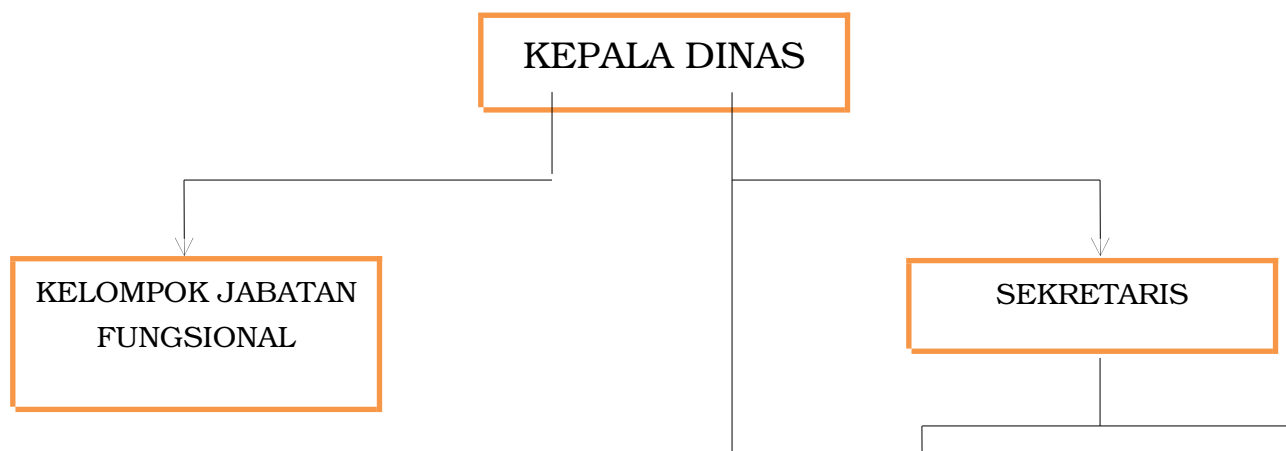 KEPALA DINAS
KELOMPOK JABATAN
FUNGSIONAL
SEKRETARIS